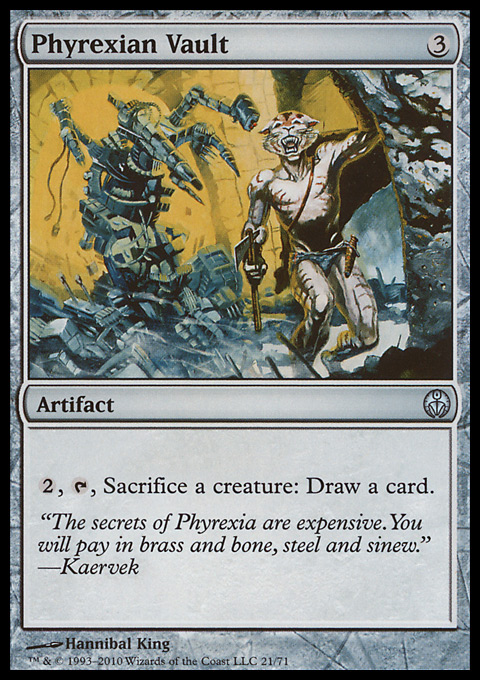 Phyrexian Vault 3
Artifact
2, , Sacrifice a creature: Draw a card.
“The secrets of Phyrexia are expensive. You
will pay in brass and bone, steel and sinew.”
—Kaervek
Hannibal King
™ & © 1993–2010 Wizards of the Coast LLC 21/71